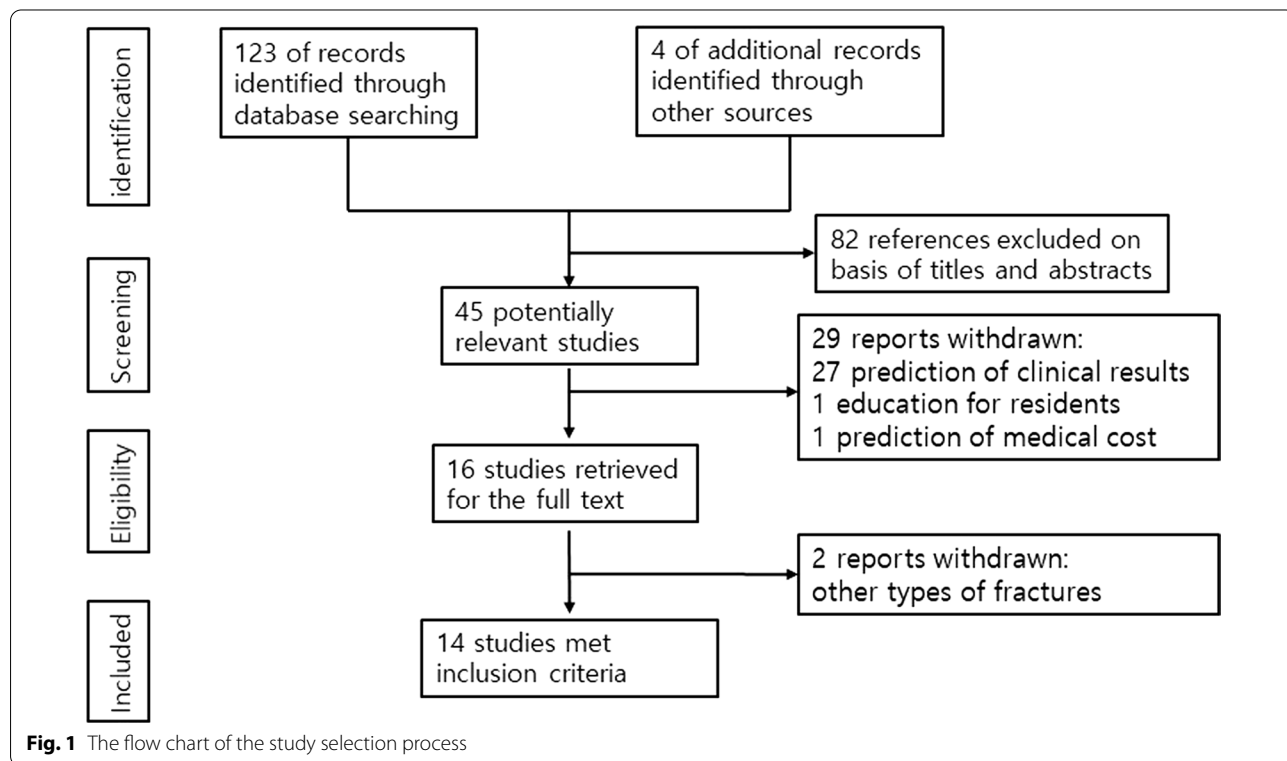 identification
123 of records
identified through
database searching
4 of additional records
identified through
other sources
82 references excluded on
basis of titles and abstracts
Screening
45 potentially
relevant studies
29 reports withdrawn:
27 prediction of clinical results
1 education for residents
1 prediction of medical cost
Eligibility
16 studies retrieved
for the full text
2 reports withdrawn:
other types of fractures
Included
14 studies met
inclusion criteria
Fig. 1 The flow chart of the study selection process